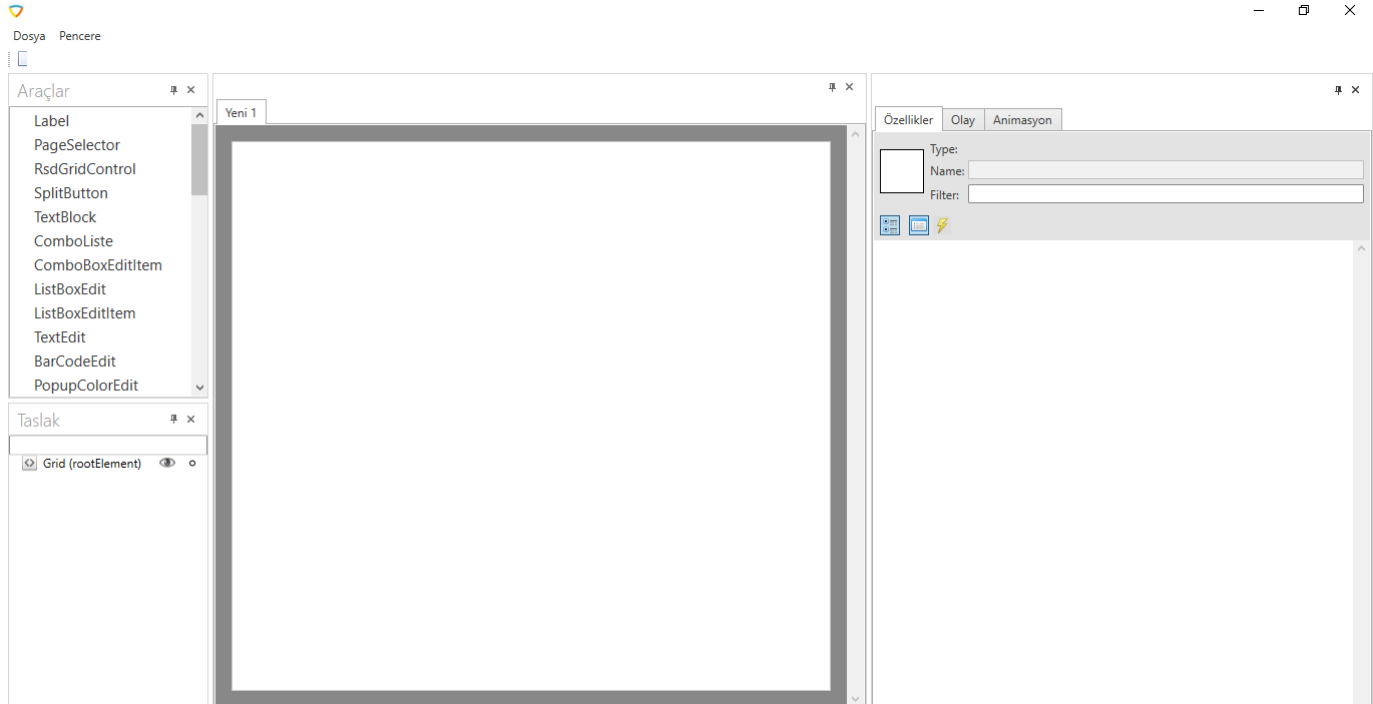 Dosya Pencere
Araçlar
Label
PageSelector
RsdGridControl
SplitButton
TextBlock
ComboListe
ComboBoxEditItem
ListBoxEdit
ListBoxEditItem
TextEdit
BarCodeEdit
PopupColorEdit
Taslak
Grid (rootElement)
Yeni 1
Özellikler Olay Animasyon
Type:
Name:
Filter: